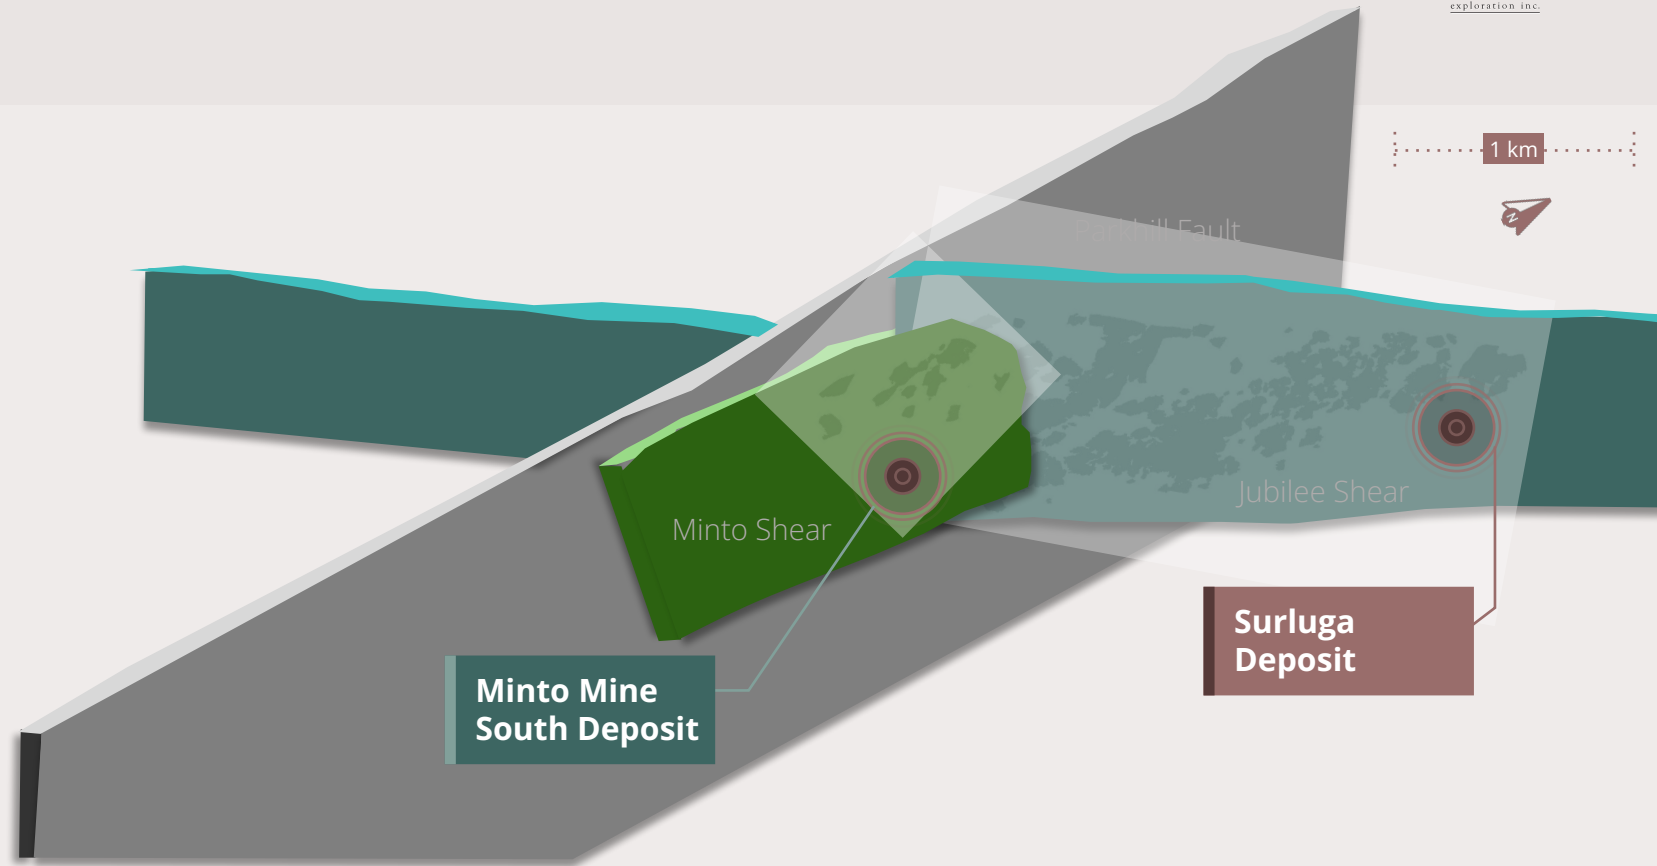 exploration inc.
1 km
N
Parkhill Fault
Jubilee Shear
Minto Shear
Surluga
Deposit
Minto Mine
South Deposit